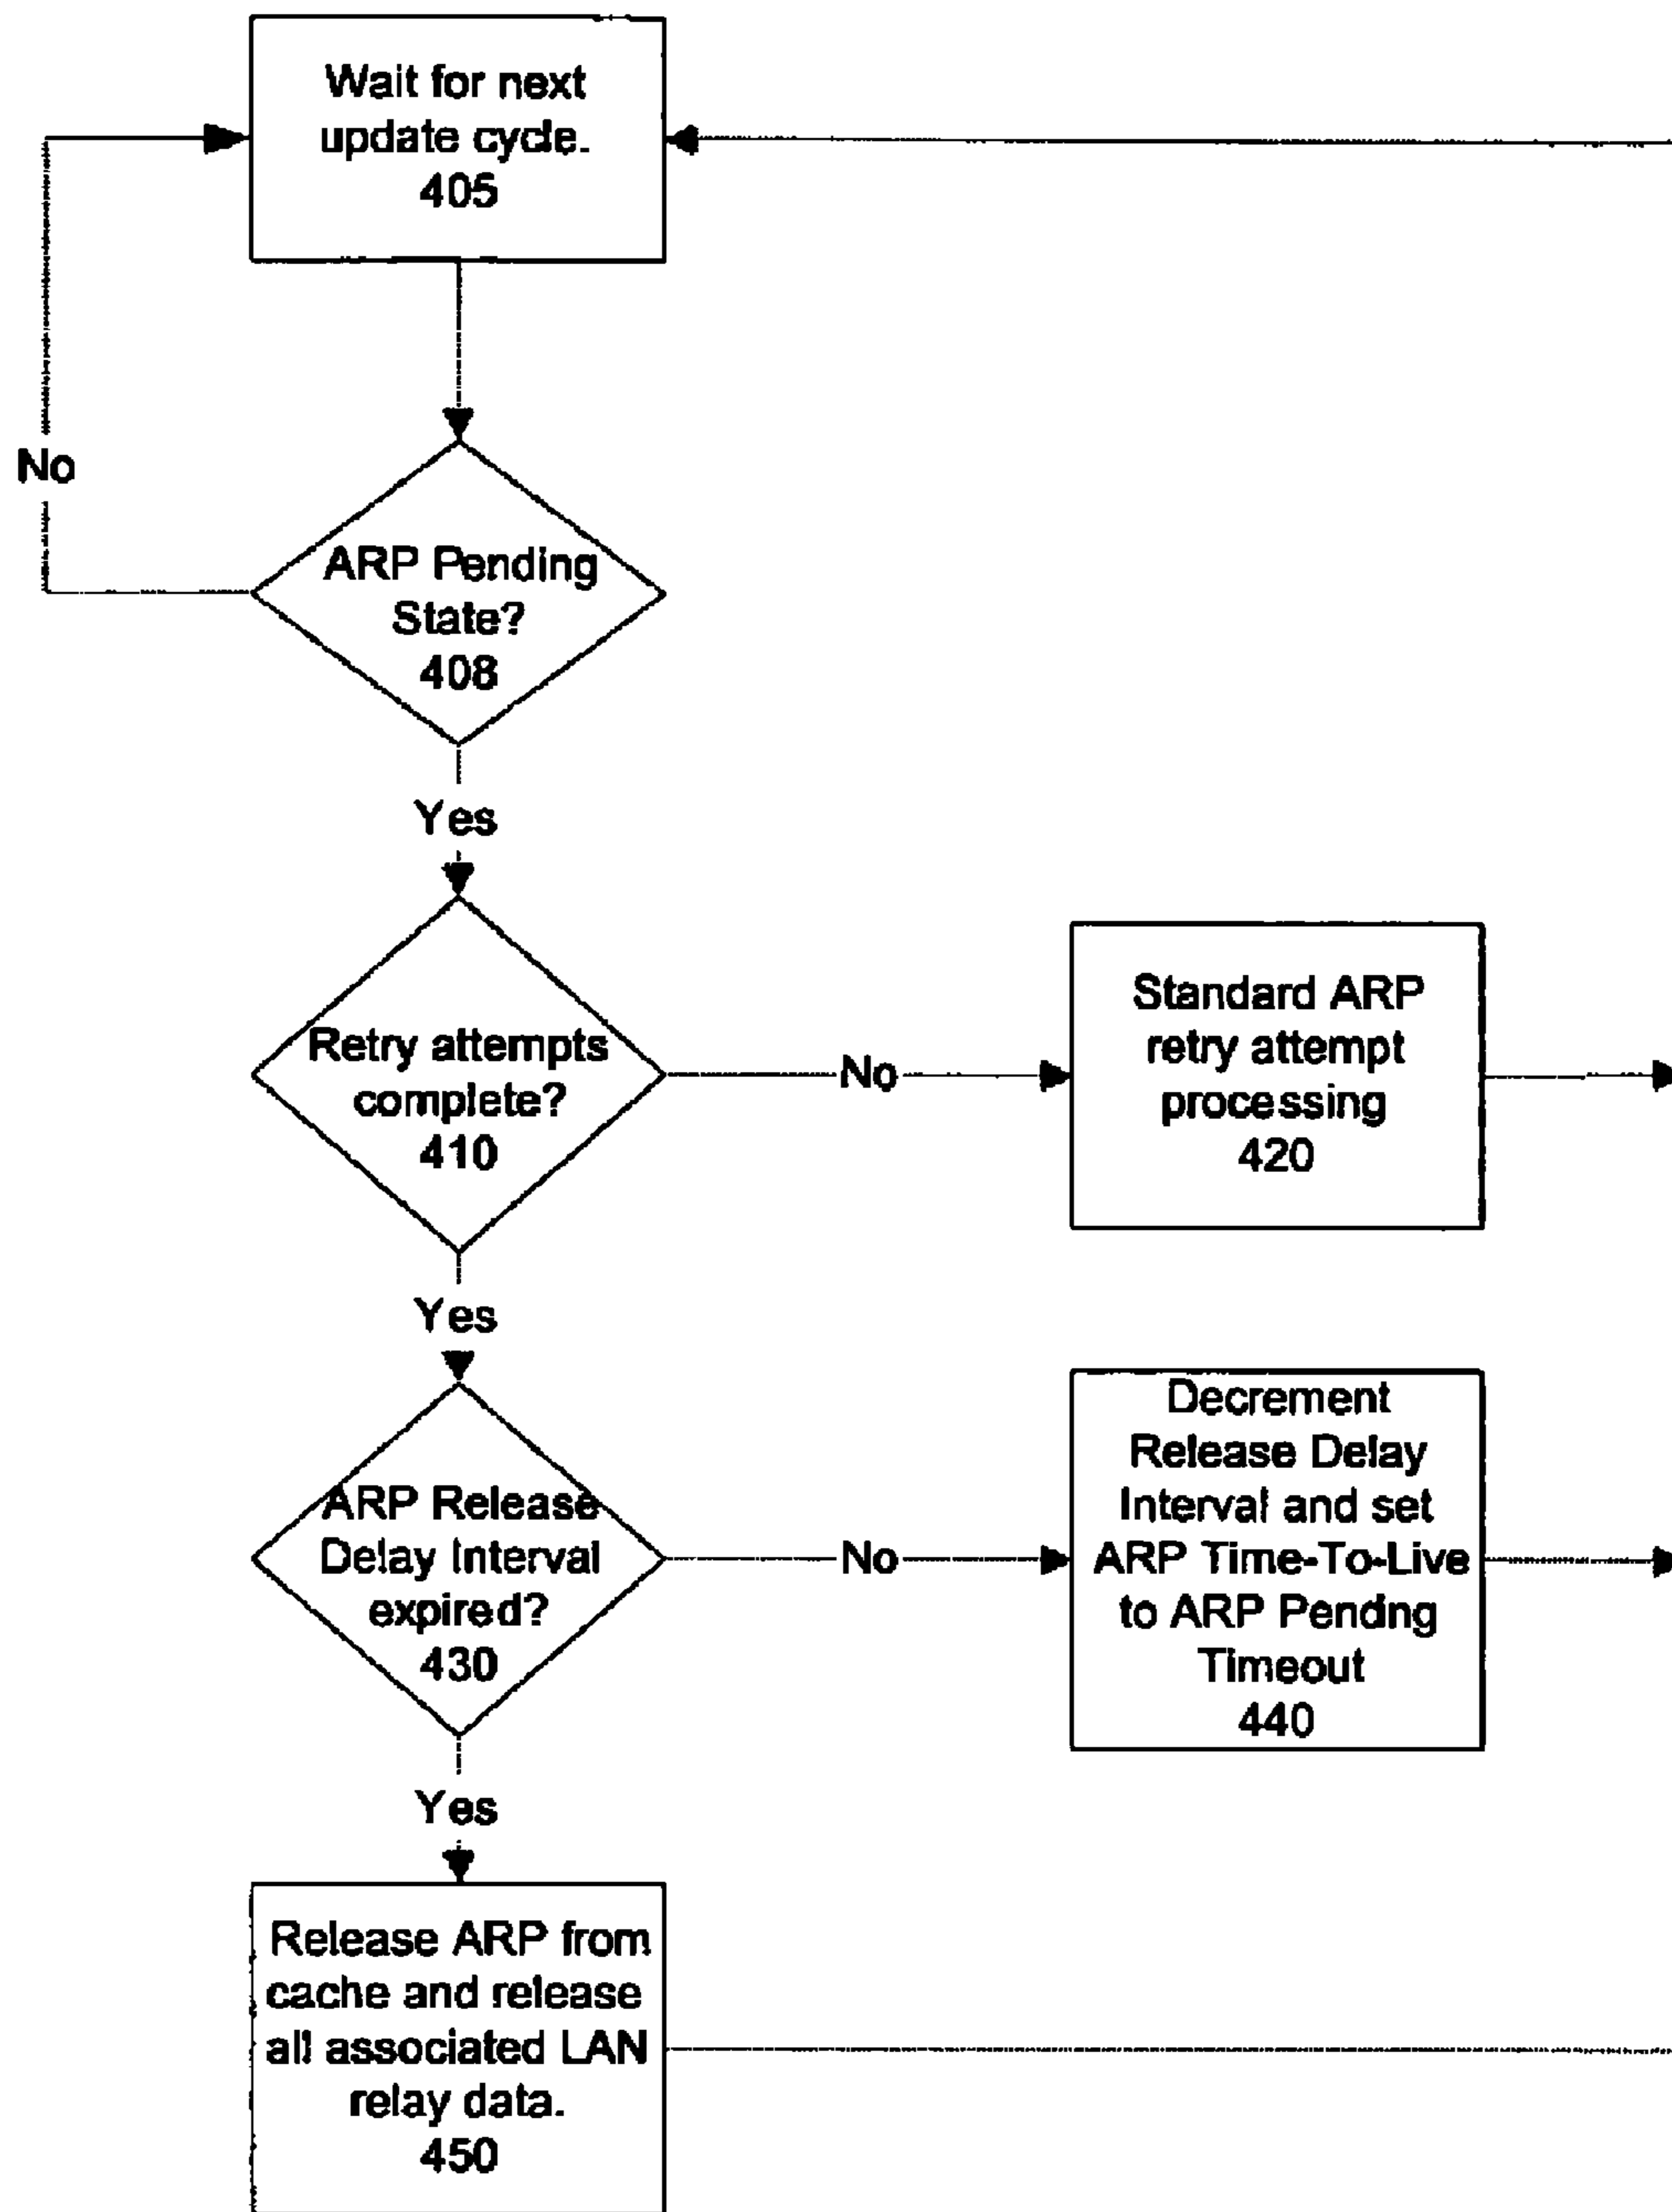 Wait for next
update cycle.
405
No
ARP Pending
State?
408
Yes
Retry attempts
complete?
410
No
Standard ARP
retry attempt
processing
420
Yes
ARP Release
Delay Interval
expired?
430
No
Decrement
Release Delay
Interval and set
ARP Time-To-Live
to ARP Pending
Timeout
440
Yes
Release ARP from
cache and release
all associated LAN
relay data.
450